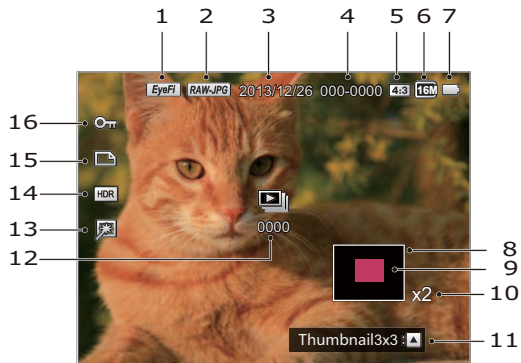 1 2 3 4 5 6 7
EyeFi RAW-JPG 2013/12/26 000-0000 4:3 16M
16
15
14 HDR
13
0000
12
8
9
x2 10
Thumbnail3x3 : 11